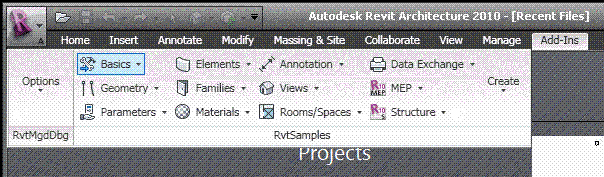 Autodesk Revit Architecture 2010 - [Recent Files]
Home Insert Annotate Modify Massing & Site Collaborate View Manage Add-Ins
Options
Basics Elements Annotation Data Exchange
Geometry Families Views MEP
Parameters Materials Rooms/Spaces Structure
Create
RvtMgdDbg RvtSamples
Projects